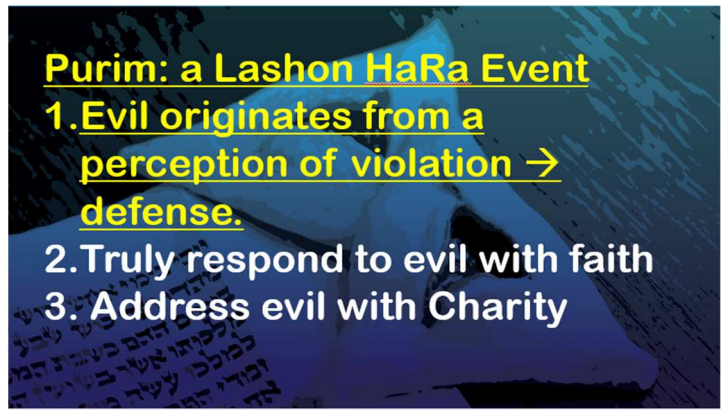 Purim: a Lashon HaRa Event
1.Evil originates from a
perception of violation →
defense.
2.Truly respond to evil with faith
3. Address evil with Charity